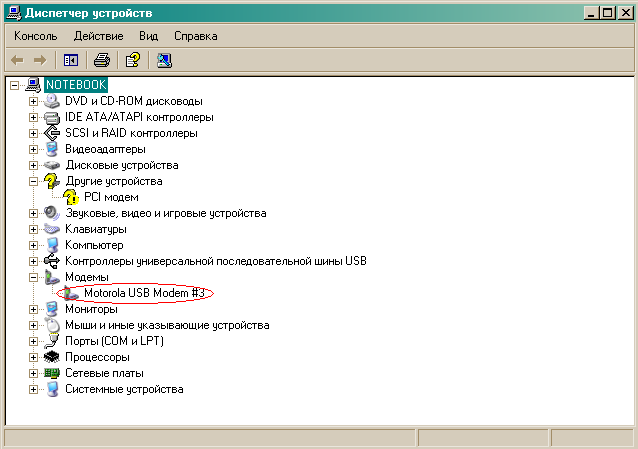 Диспетчер устройств
Консоль Действие Вид Справка
NOTEBOOK
DVD и CD-ROM дисководы
IDE ATA/ATAPI контроллеры
SCSI и RAID контроллеры
Видеоадаптеры
Дисковые устройства
Другие устройства
PCI модем
Звуковые, видео и игровые устройства
Клавиатуры
Компьютер
Контроллеры универсальной последовательной шины USB
Модемы
Motorola USB Modem #3
Мониторы
Мыши и иные указывающие устройства
Порты (COM и LPT)
Процессоры
Сетевые платы
Системные устройства